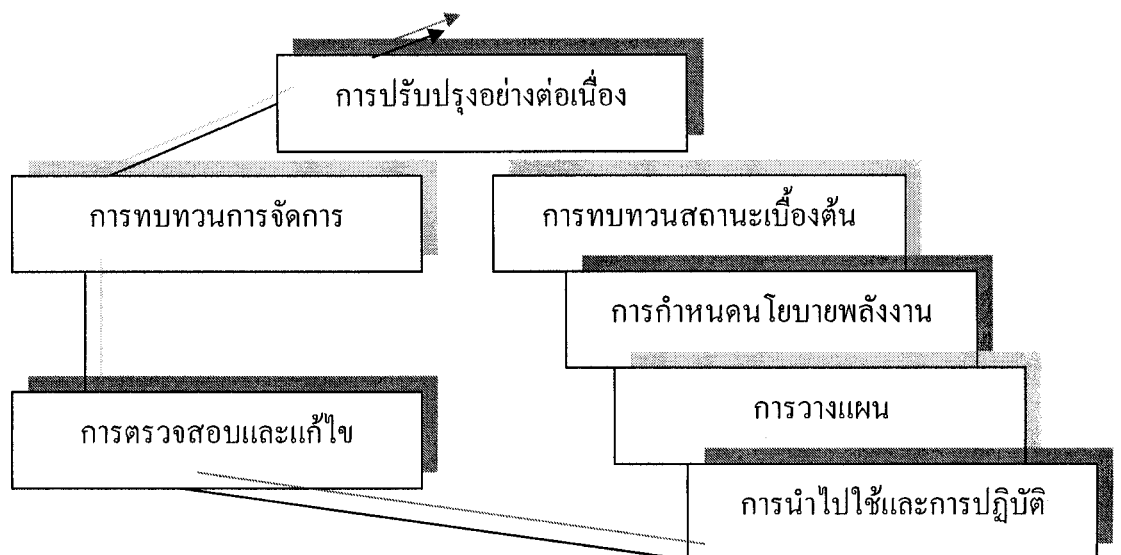 การปรับปรุงอย่างต่อเนื่อง
การทบทวนการจัดการ
การทบทวนสถานะเบื้องต้น
การกำหนดนโยบายพลังงาน
การวางแผน
การตรวจสอบและแก้ไข
การนำไปใช้และการปฏิบัติ